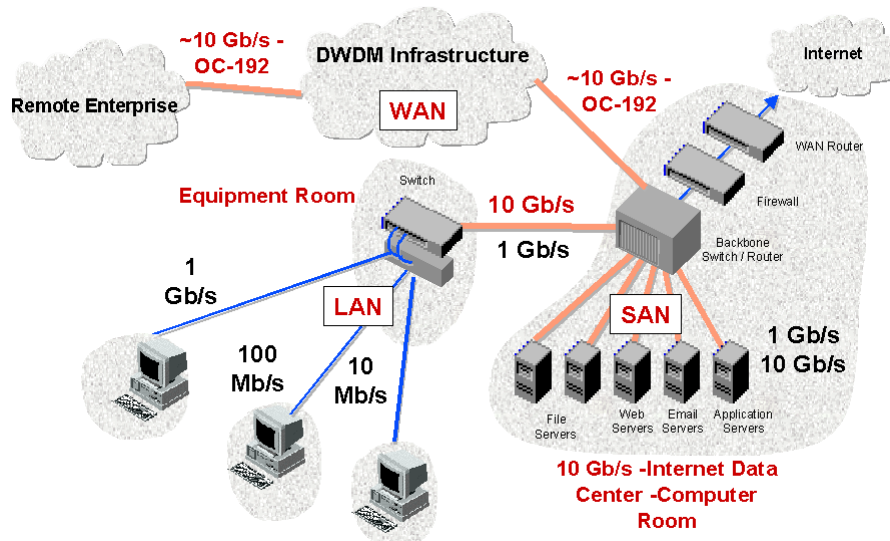 ~10 Gb/s -
OC-192
DWDM Infrastructure
Internet
Remote Enterprise
WAN
~10 Gb/s -
OC-192
WAN Router
Switch
Equipment Room
Firewall
10 Gb/s
1 Gb/s
Backbone
Switch / Router
1
Gb/s
LAN
SAN
1 Gb/s
10 Gb/s
100
Mb/s
10
Mb/s
File
Servers
Web
Servers
Email
Servers
Application
Servers
10 Gb/s -Internet Data
Center -Computer
Room